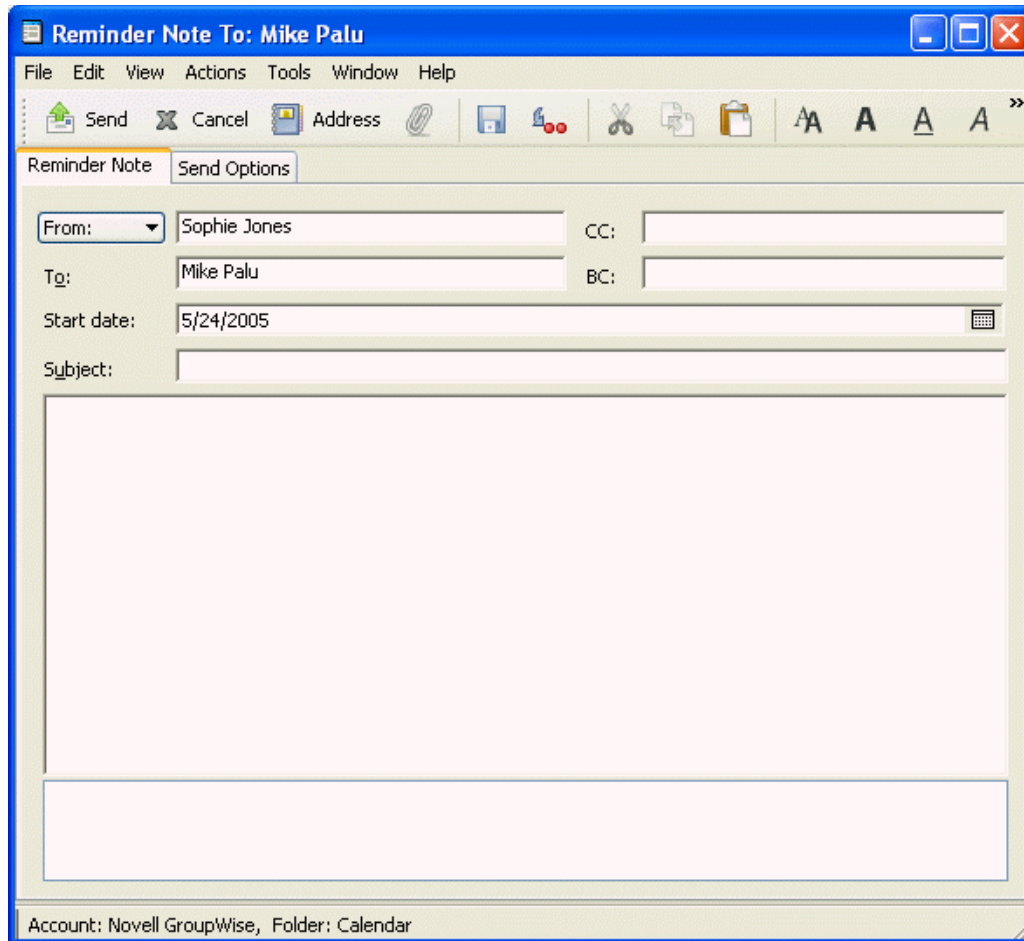 Reminder Note To: Mike Palu
File Edit View Actions Tools Window Help
Send Cancel Address A A A A »
Reminder Note Send Options
From: Sophie Jones CC:
To: Mike Palu BC:
Start date: 5/24/2005
Subject:
Account: Novell GroupWise, Folder: Calendar